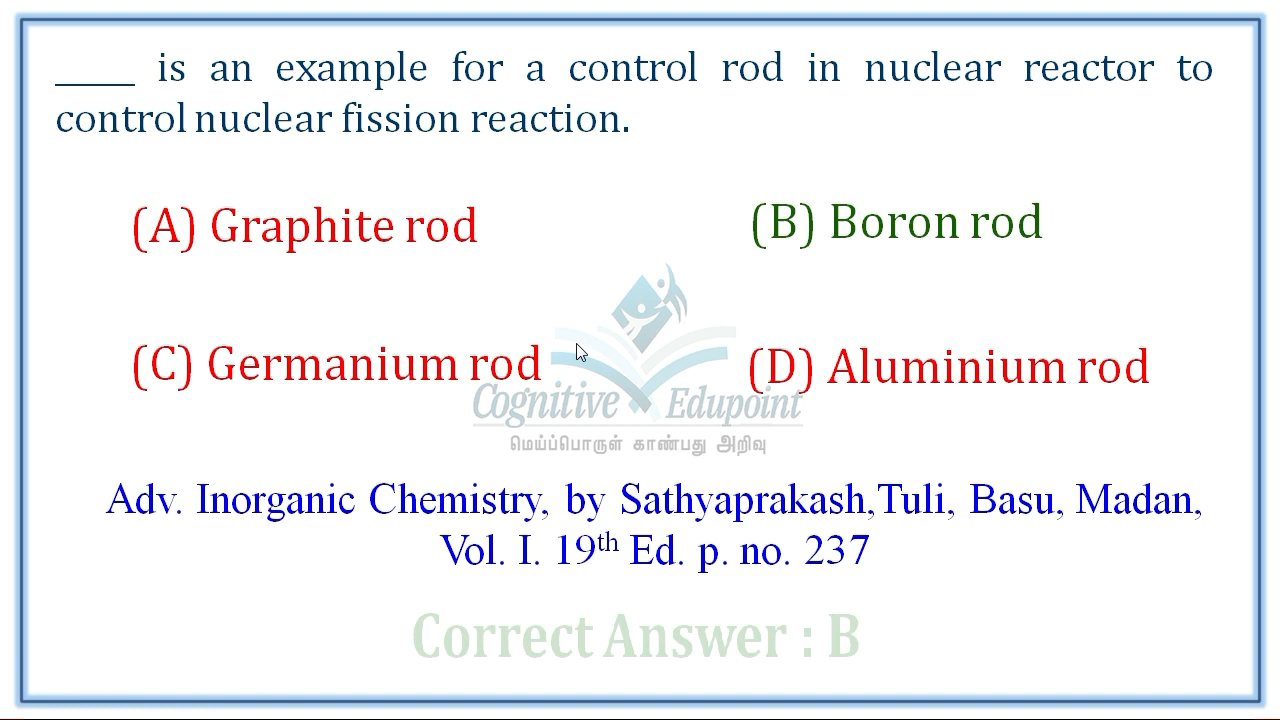 _____ is an example for a control rod in nuclear reactor to
control nuclear fission reaction.
(A) Graphite rod
(B) Boron rod
(C) Germanium rod
(D) Aluminium rod
Cognitive Edupoint
மெய்ப்பொருள் காண்பது அறிவு
Adv. Inorganic Chemistry, by Sathyaprakash,Tuli, Basu, Madan,
Vol. I. 19th Ed. p. no. 237
Correct Answer : B